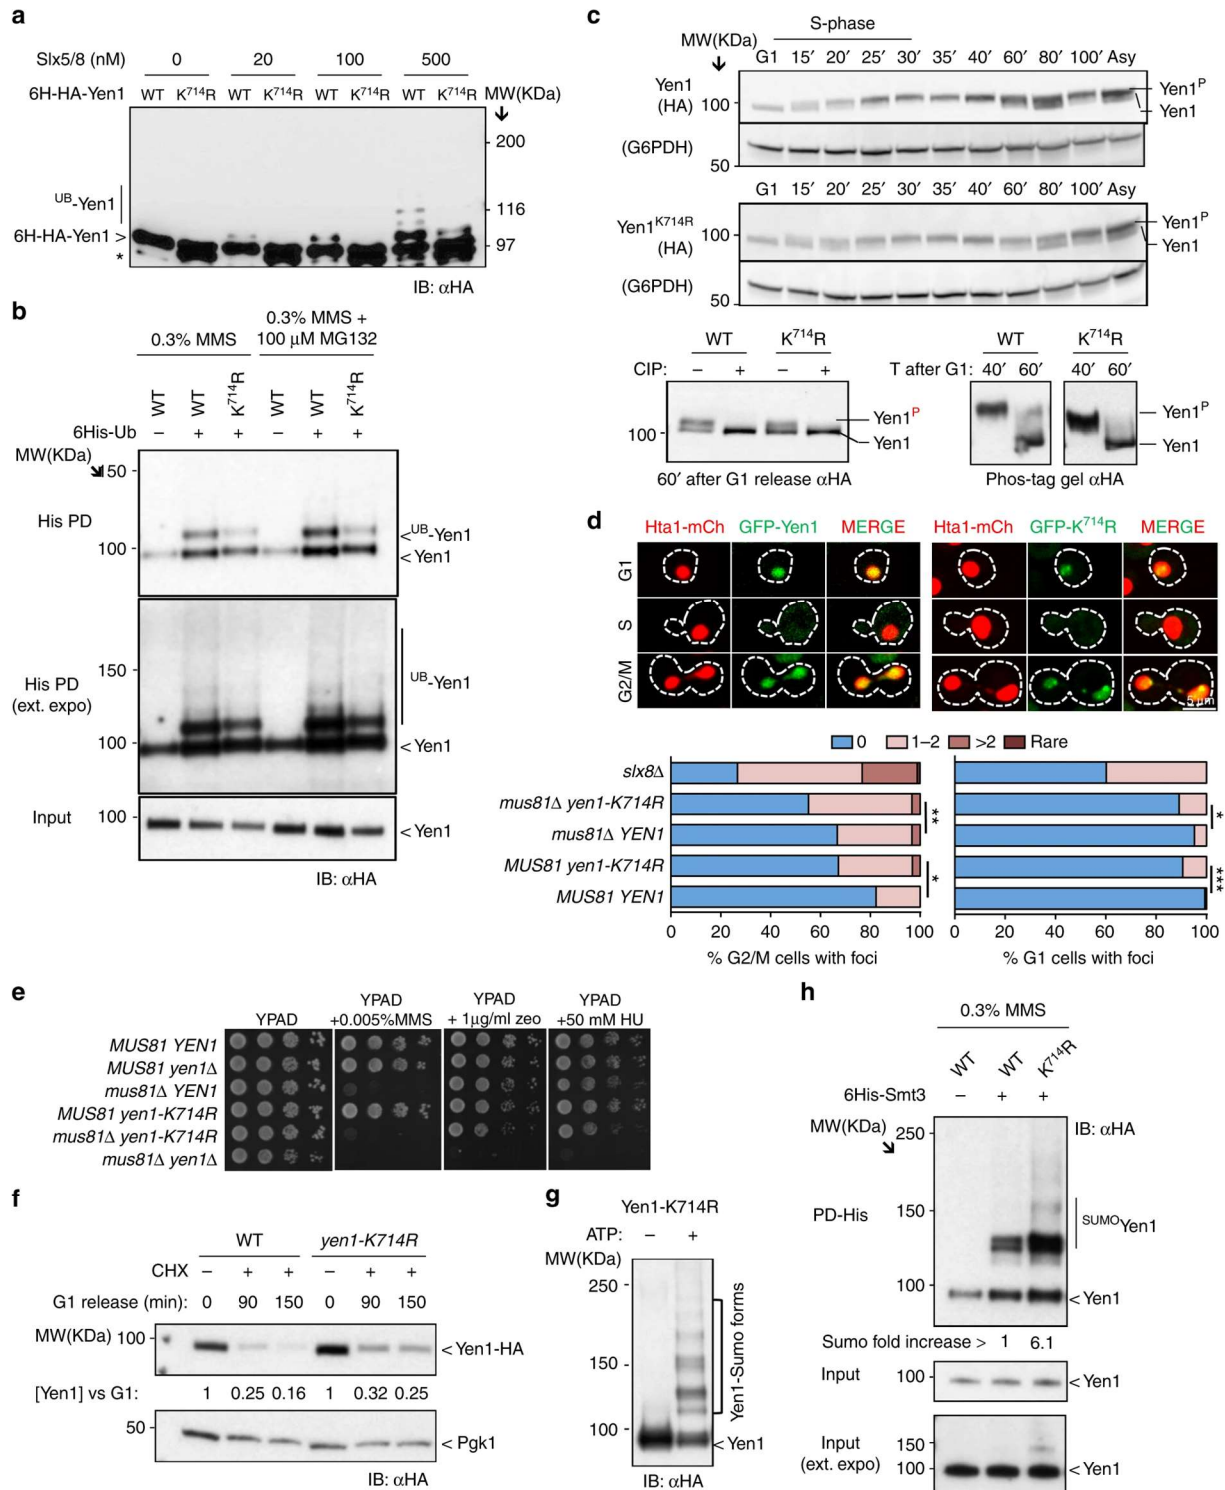 a
Slx5/8 (nM) 0 20 100 500
6H-HA-Yen1 WT K714R WT K714R WT K714R WT K714R MW(KDa)
200
UB-Yen1
116
6H-HA-Yen1 >
97
*
IB: αHA
b
0.3% MMS
0.3% MMS +
100 µM MG132
WT WT K714R WT WT K714R
6His-Ub – + + – + +
MW(KDa)
150
His PD
UB-Yen1
100
< Yen1
150
His PD
(ext. expo)
UB-Yen1
100
< Yen1
Input
100
< Yen1
IB: αHA
c
S-phase
MW(KDa)
G1 15′ 20′ 25′ 30′ 35′ 40′ 60′ 80′ 100′ Asy
Yen1
(HA)
100
Yen1P
Yen1
(G6PDH)
50
G1 15′ 20′ 25′ 30′ 35′ 40′ 60′ 80′ 100′ Asy
Yen1K714R
(HA)
100
Yen1P
Yen1
(G6PDH)
50
WT K714R
CIP: – + – +
100
Yen1P
Yen1
60′ after G1 release αHA
WT K714R
T after G1: 40′ 60′ 40′ 60′
Yen1P
Yen1
Phos-tag gel αHA
d
Hta1-mCh GFP-Yen1 MERGE Hta1-mCh GFP-K714R MERGE
G1
S
G2/M
5 µm
0 1–2 >2 Rare
slx8Δ
mus81Δ yen1-K714R
**
*
mus81Δ YEN1
MUS81 yen1-K714R
*
***
MUS81 YEN1
0 20 40 60 80 100
% G2/M cells with foci
0 20 40 60 80 100
% G1 cells with foci
e
YPAD
YPAD
+0.005%MMS
YPAD
+ 1µg/ml zeo
YPAD
+50 mM HU
MUS81 YEN1
MUS81 yen1Δ
mus81Δ YEN1
MUS81 yen1-K714R
mus81Δ yen1-K714R
mus81Δ yen1Δ
f
WT yen1-K714R
CHX – + + – + +
G1 release (min): 0 90 150 0 90 150
MW(KDa) 100
< Yen1-HA
[Yen1] vs G1: 1 0.25 0.16 1 0.32 0.25
50
< Pgk1
IB: αHA
g
Yen1-K714R
ATP: – +
MW(KDa)
250
150
100
Yen1-Sumo forms
< Yen1
IB: αHA
h
0.3% MMS
WT WT K714R
6His-Smt3 – + +
MW(KDa)
250
IB: αHA
150
PD-His
SUMOYen1
100
< Yen1
Sumo fold increase > 1 6.1
Input 100
< Yen1
Input
(ext. expo)
150
100
< Yen1